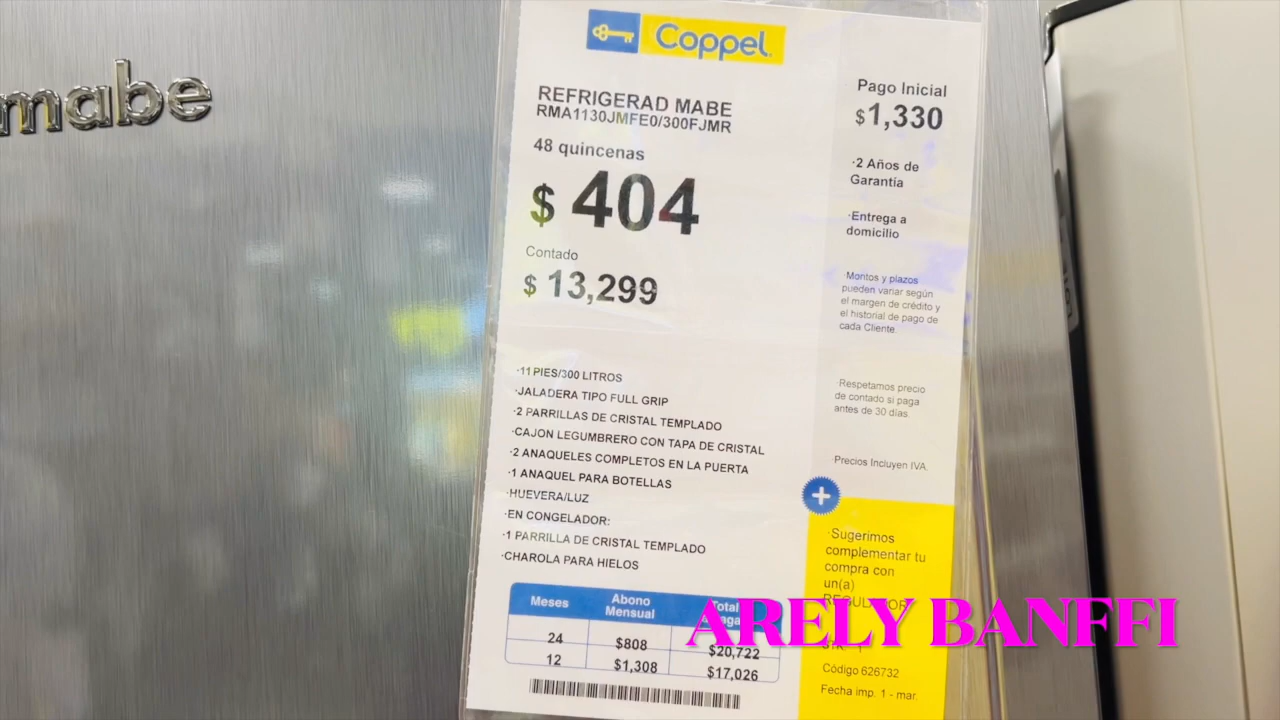 mabe
Coppel.
REFRIGERAD MABE
RMA1130JMFE0/300FJMR
48 quincenas
$ 404
Contado
$ 13,299
·11 PIES/300 LITROS
·JALADERA TIPO FULL GRIP
·2 PARRILLAS DE CRISTAL TEMPLADO
·CAJON LEGUMBRERO CON TAPA DE CRISTAL
·2 ANAQUELES COMPLETOS EN LA PUERTA
·1 ANAQUEL PARA BOTELLAS
·HUEVERA/LUZ
·EN CONGELADOR:
·1 PARRILLA DE CRISTAL TEMPLADO
·CHAROLA PARA HIELOS
Meses Abono Mensual Total
24 $808 $20,722
12 $1,308 $17,026
Pago Inicial
$1,330
·2 Años de
Garantía
·Entrega a
domicilio
·Montos y plazos
pueden variar según
el margen de crédito y
el historial de pago de
cada Cliente.
·Respetamos precio
de contado si paga
antes de 30 días.
·Precios Incluyen IVA.
+
·Sugerimos
complementar tu
compra con
un(a)
REGULADOR
ARELY BANFFI
Código 626732
Fecha imp. 1 - mar.